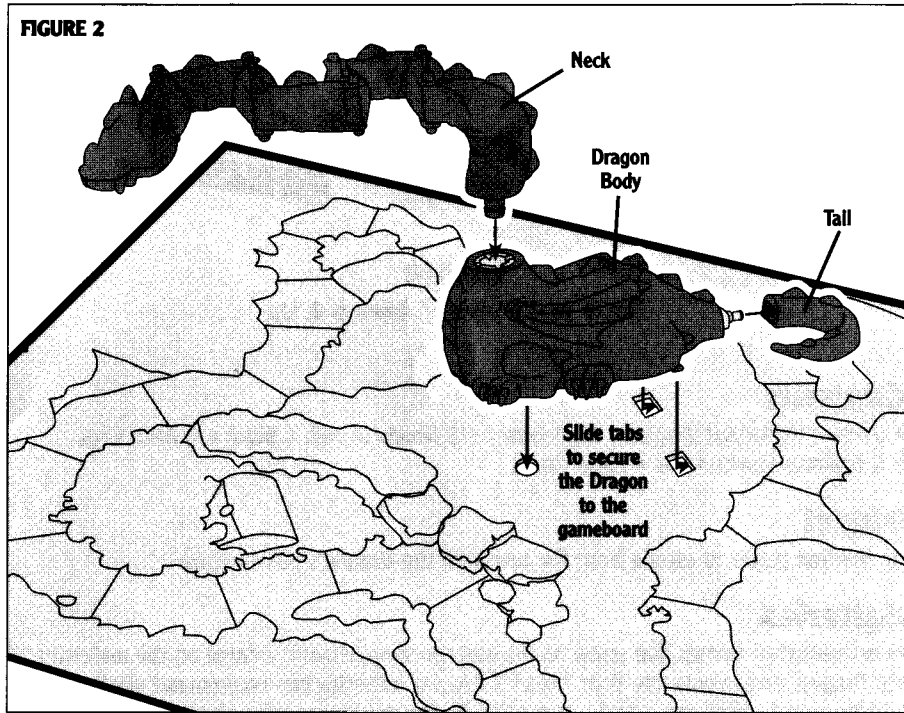 FIGURE 2
Neck
Dragon
Body
Tail
Slide tabs
to secure
the Dragon
to the
gameboard